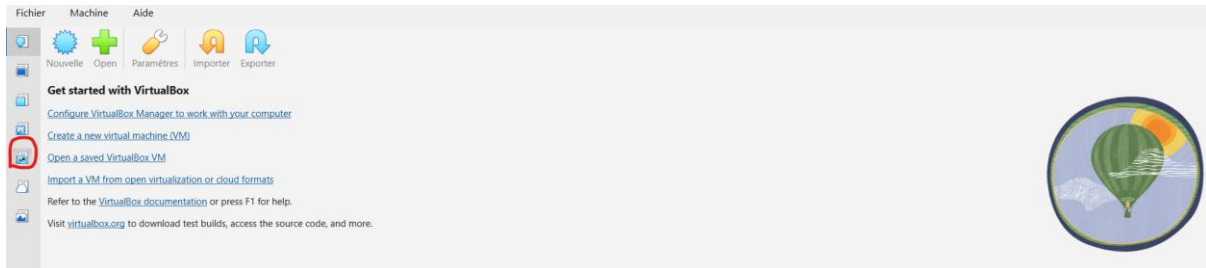 Fichier Machine Aide
Nouvelle Open Paramètres Importer Exporter
Get started with VirtualBox
Configure VirtualBox Manager to work with your computer
Create a new virtual machine (VM)
Open a saved VirtualBox VM
Import a VM from open virtualization or cloud formats
Refer to the VirtualBox documentation or press F1 for help.
Visit virtualbox.org to download test builds, access the source code, and more.